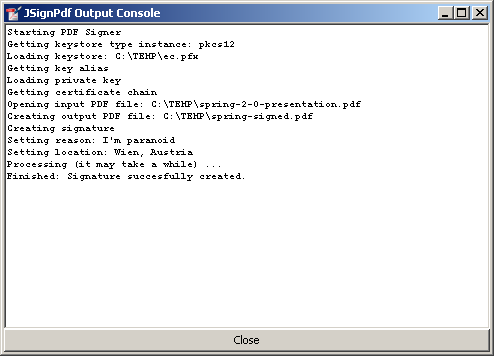 JSignPdf Output Console
Starting PDF Signer
Getting keystore type instance: pkcs12
Loading keystore: C:\TEMP\ec.pfx
Getting key alias
Loading private key
Getting certificate chain
Opening input PDF file: C:\TEMP\spring-2-0-presentation.pdf
Creating output PDF file: C:\TEMP\spring-signed.pdf
Creating signature
Setting reason: I'm paranoid
Setting location: Wien, Austria
Processing (it may take a while) ...
Finished: Signature succesfully created.
Close